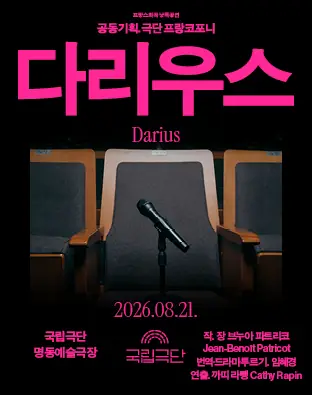 프랑스희곡 낭독공연
공동기획. 극단 프랑코포니
다리우스
Darius
2026.08.21.
국립극단
명동예술극장
국립극단
작. 장 브누아 파트리코
Jean-Benoit Patricot
번역·드라마투르기. 임혜경
연출. 까띠 라뺑 Cathy Rapin